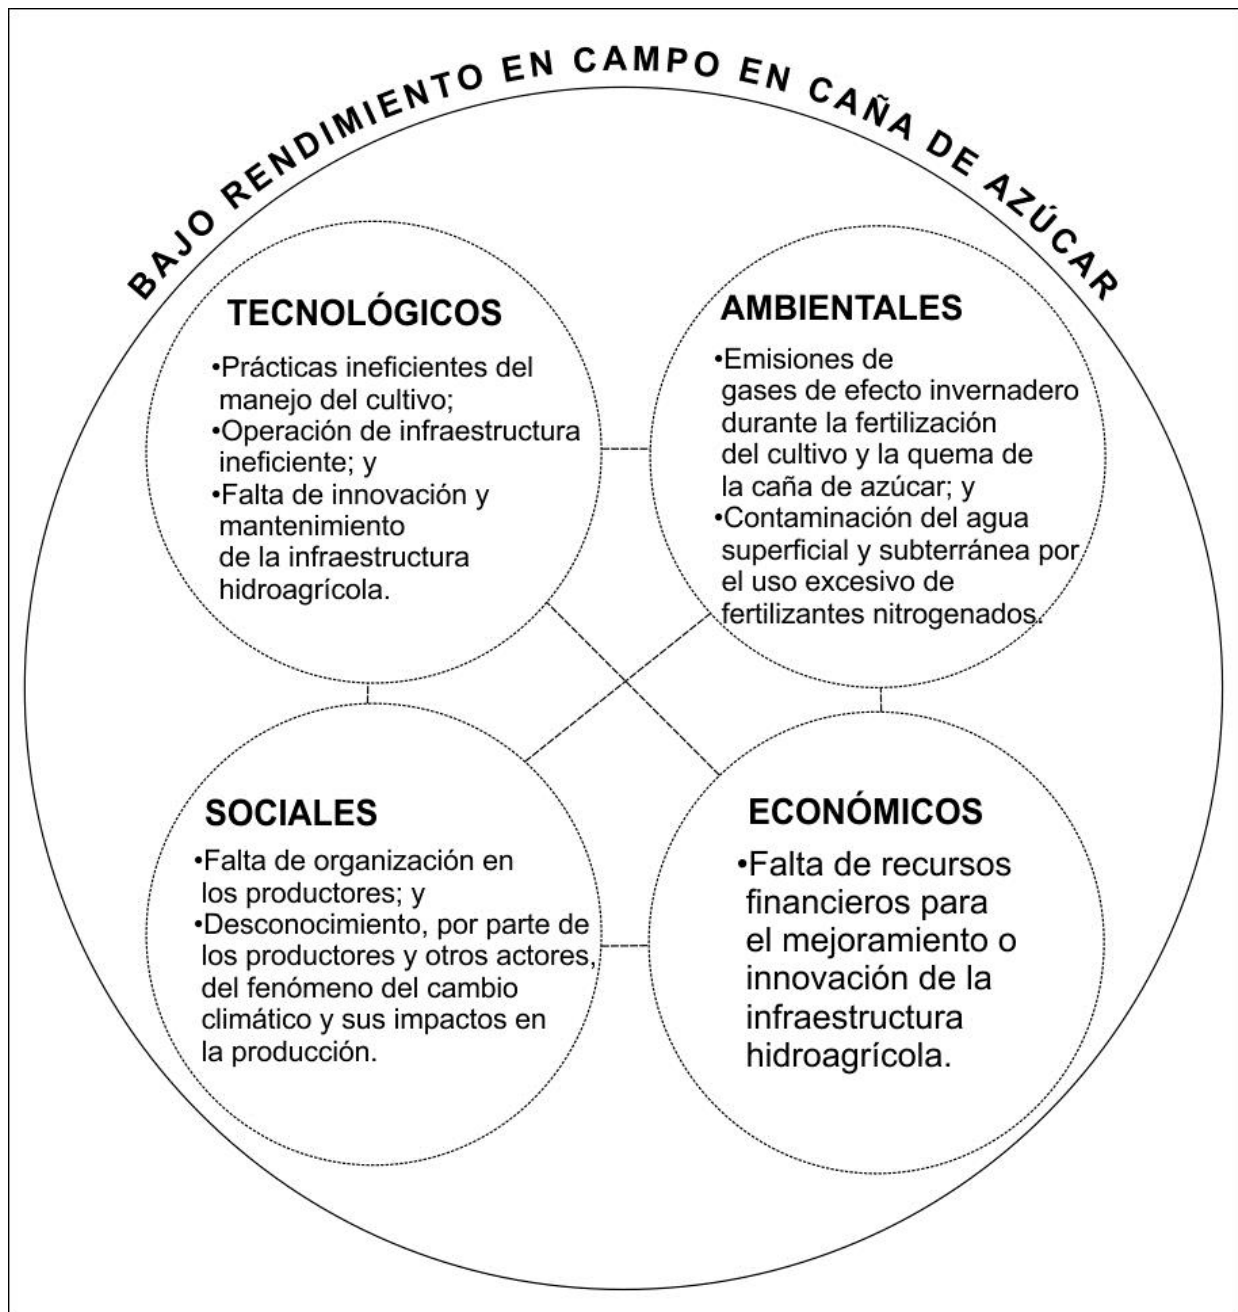 BAJO RENDIMIENTO EN CAMPO EN CAÑA DE AZÚCAR
TECNOLÓGICOS
•Prácticas ineficientes del
manejo del cultivo;
•Operación de infraestructura
ineficiente; y
•Falta de innovación y
mantenimiento
de la infraestructura
hidroagrícola.
AMBIENTALES
•Emisiones de
gases de efecto invernadero
durante la fertilización
del cultivo y la quema de
la caña de azúcar; y
•Contaminación del agua
superficial y subterránea por
el uso excesivo de
fertilizantes nitrogenados.
SOCIALES
•Falta de organización en
los productores; y
•Desconocimiento, por parte de
los productores y otros actores,
del fenómeno del cambio
climático y sus impactos en
la producción.
ECONÓMICOS
•Falta de recursos
financieros para
el mejoramiento o
innovación de la
infraestructura
hidroagrícola.